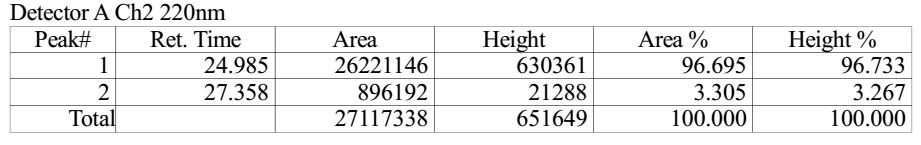 Detector A Ch2 220nm
Peak# Ret. Time Area Height Area % Height %
1 24.985 26221146 630361 96.695 96.733
2 27.358 896192 21288 3.305 3.267
Total 27117338 651649 100.000 100.000